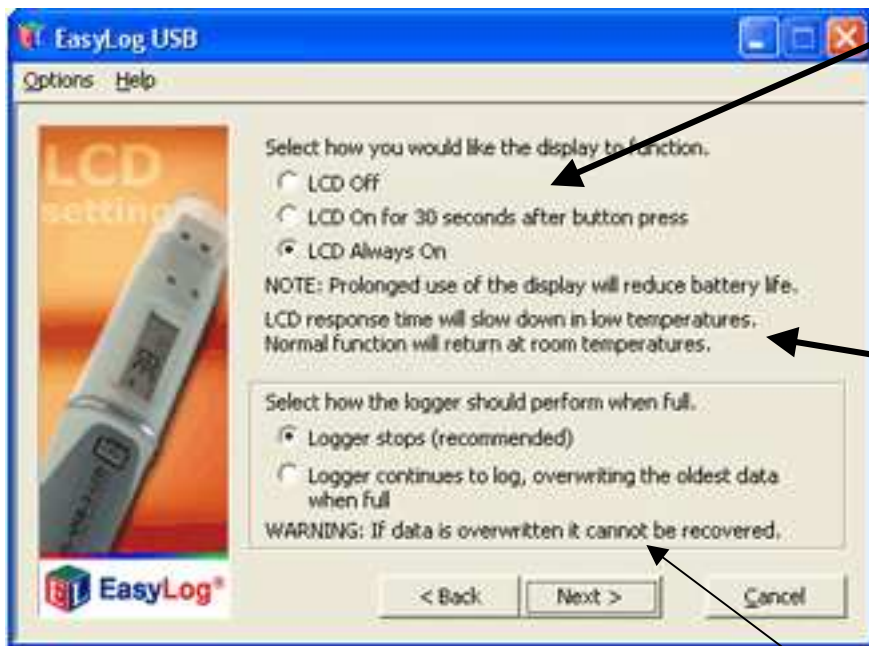 EasyLog USB
Options Help
LCD
setting
Select how you would like the display to function.
LCD Off
LCD On for 30 seconds after button press
LCD Always On
NOTE: Prolonged use of the display will reduce battery life.
LCD response time will slow down in low temperatures.
Normal function will return at room temperatures.
Select how the logger should perform when full.
Logger stops (recommended)
Logger continues to log, overwriting the oldest data
when full
WARNING: If data is overwritten it cannot be recovered.
EasyLog®
< Back Next > Cancel